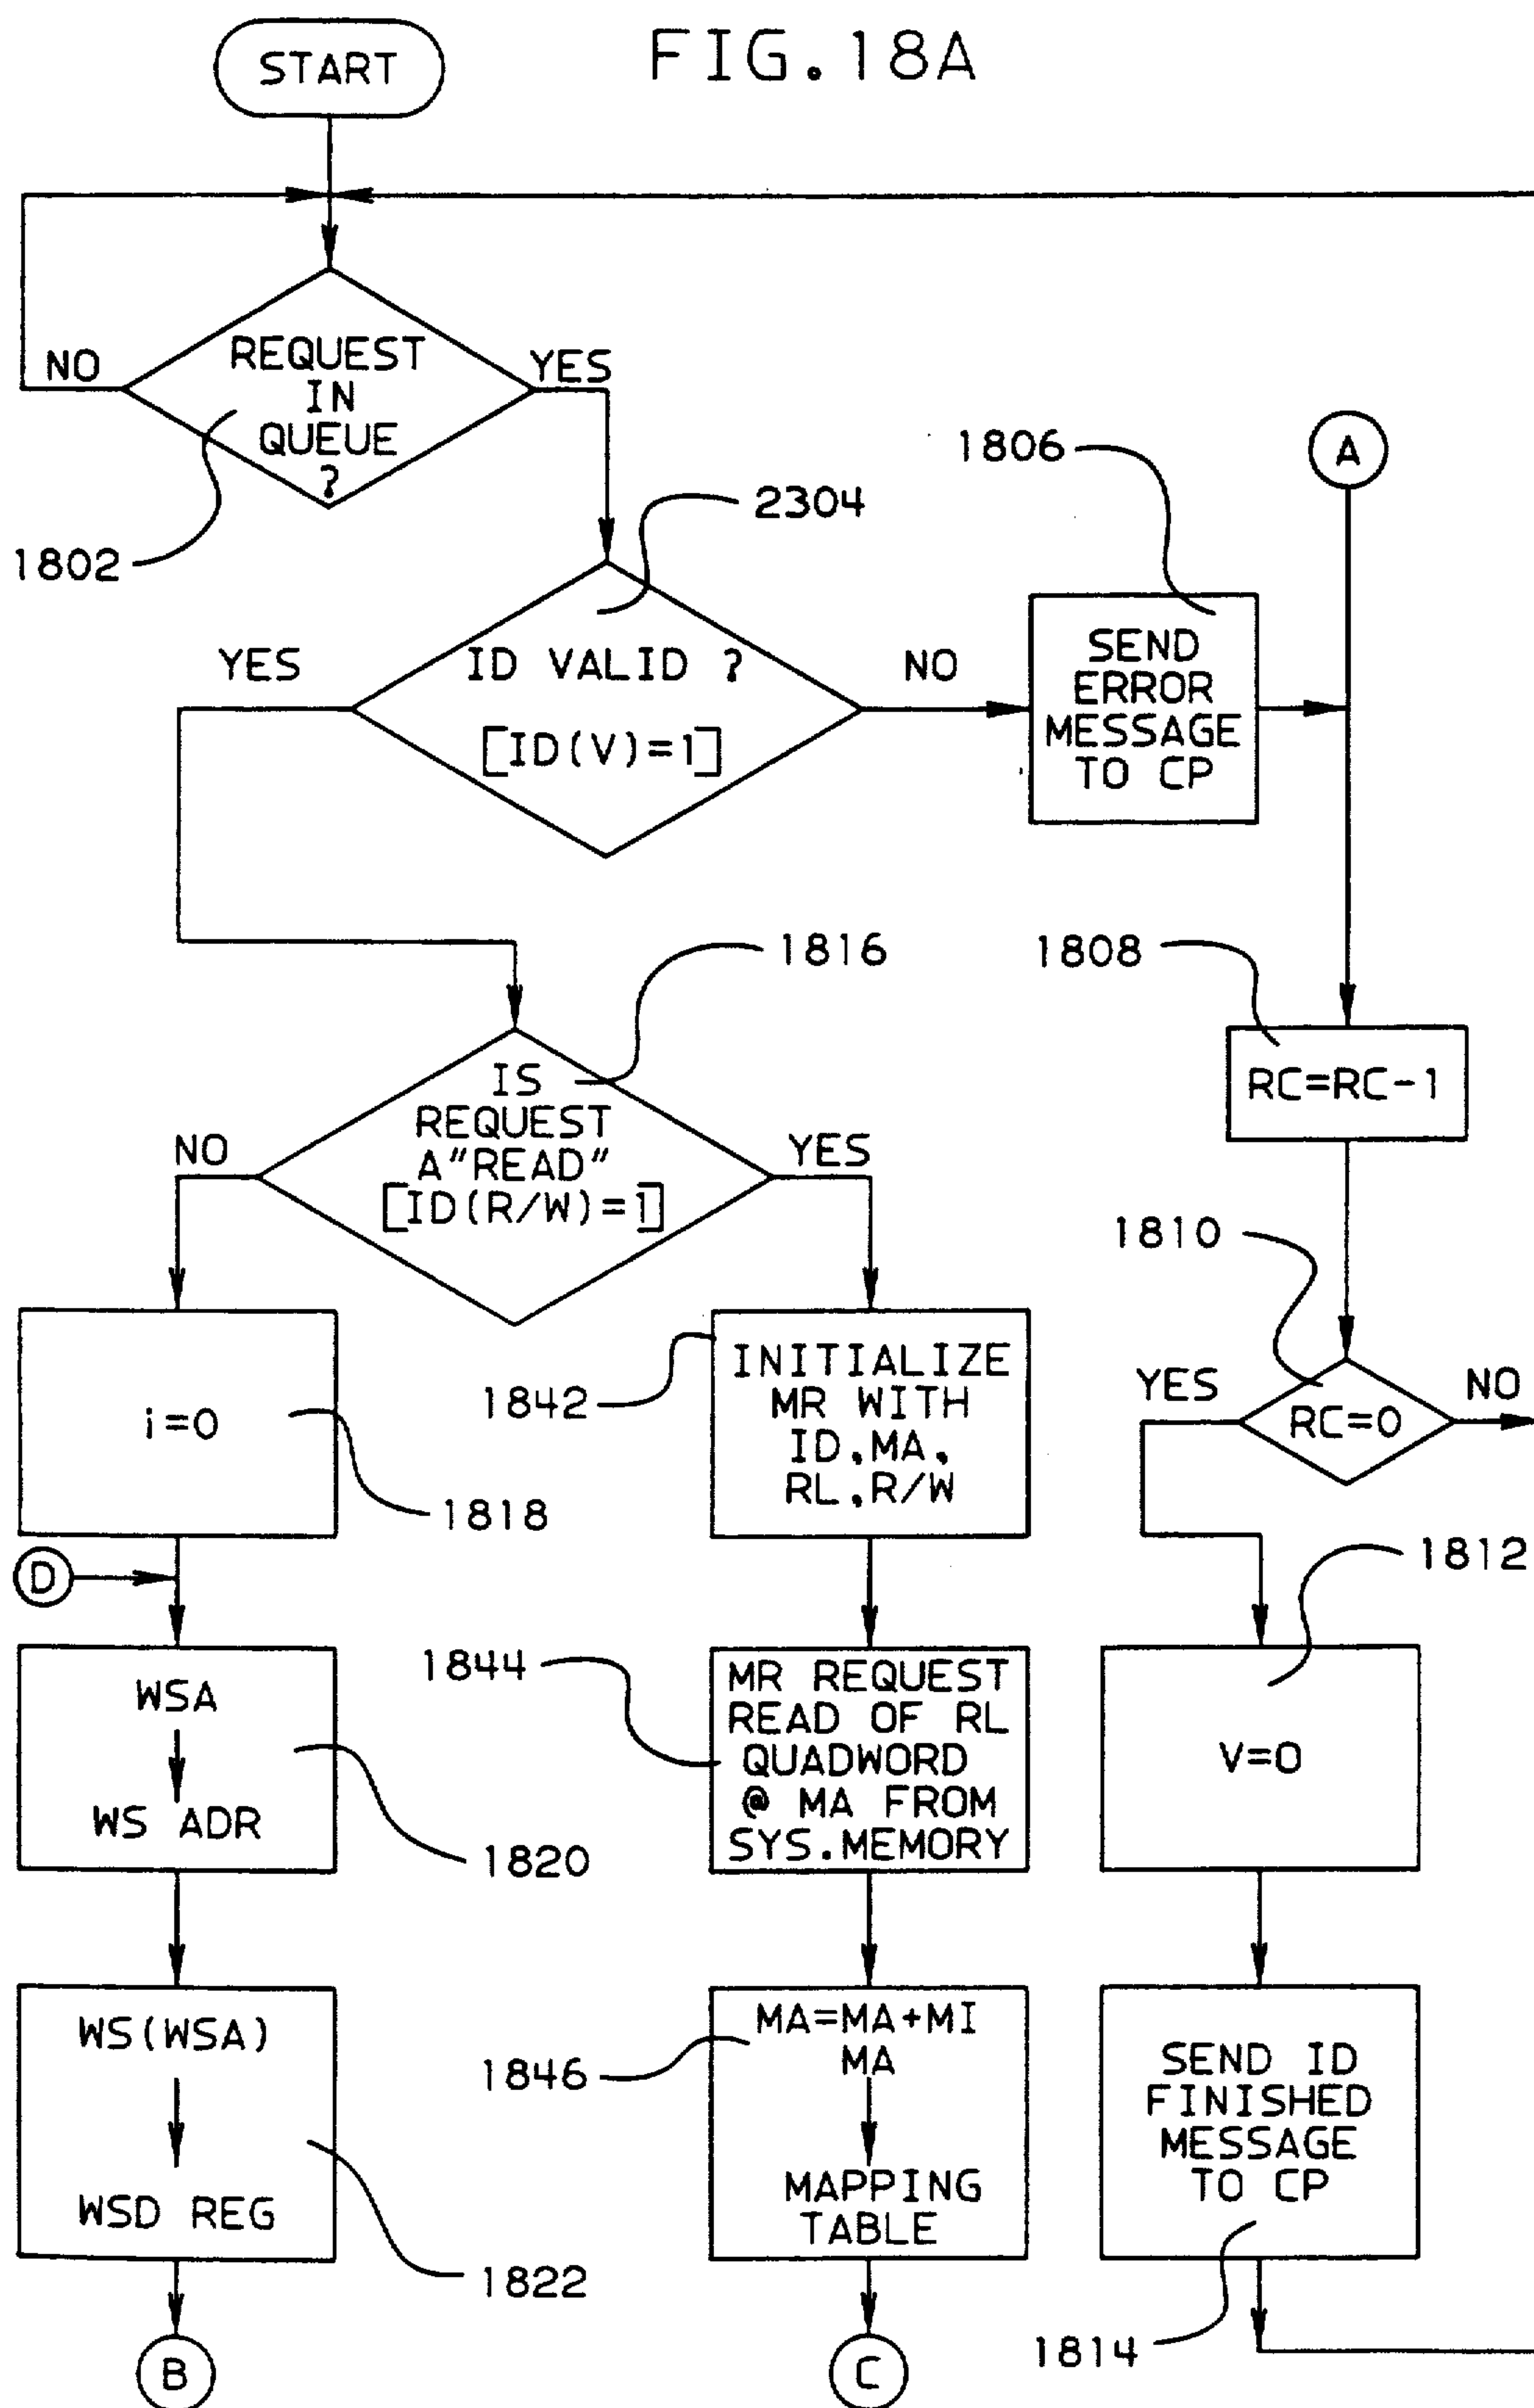 FIG.18A
START
NO
REQUEST
IN
QUEUE
?
YES
1802
2304
1806
A
YES
ID VALID ?
[ID(V)=1]
NO
SEND
ERROR
MESSAGE
TO CP
1816
1808
RC=RC-1
NO
IS
REQUEST
A"READ"
[ID(R/W)=1]
YES
1810
YES
RC=0
NO
i=0
1818
1842
INITIALIZE
MR WITH
ID,MA,
RL,R/W
D
1812
WSA
WS ADR
1820
1844
MR REQUEST
READ OF RL
QUADWORD
@ MA FROM
SYS.MEMORY
V=0
WS(WSA)
WSD REG
1822
1846
MA=MA+MI
MA
MAPPING
TABLE
SEND ID
FINISHED
MESSAGE
TO CP
1814
B
C